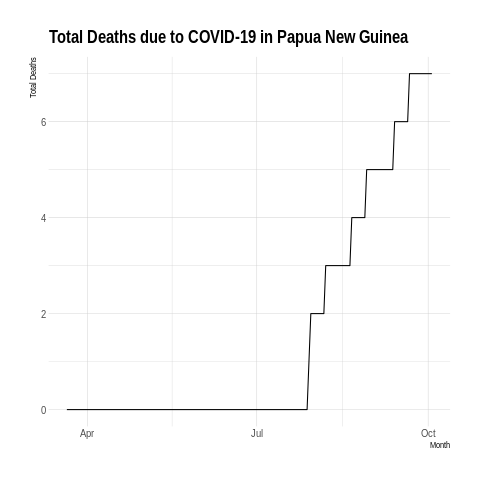 Total Deaths due to COVID-19 in Papua New Guinea
Total Deaths
6
4
2
0
Apr Jul Oct
Month